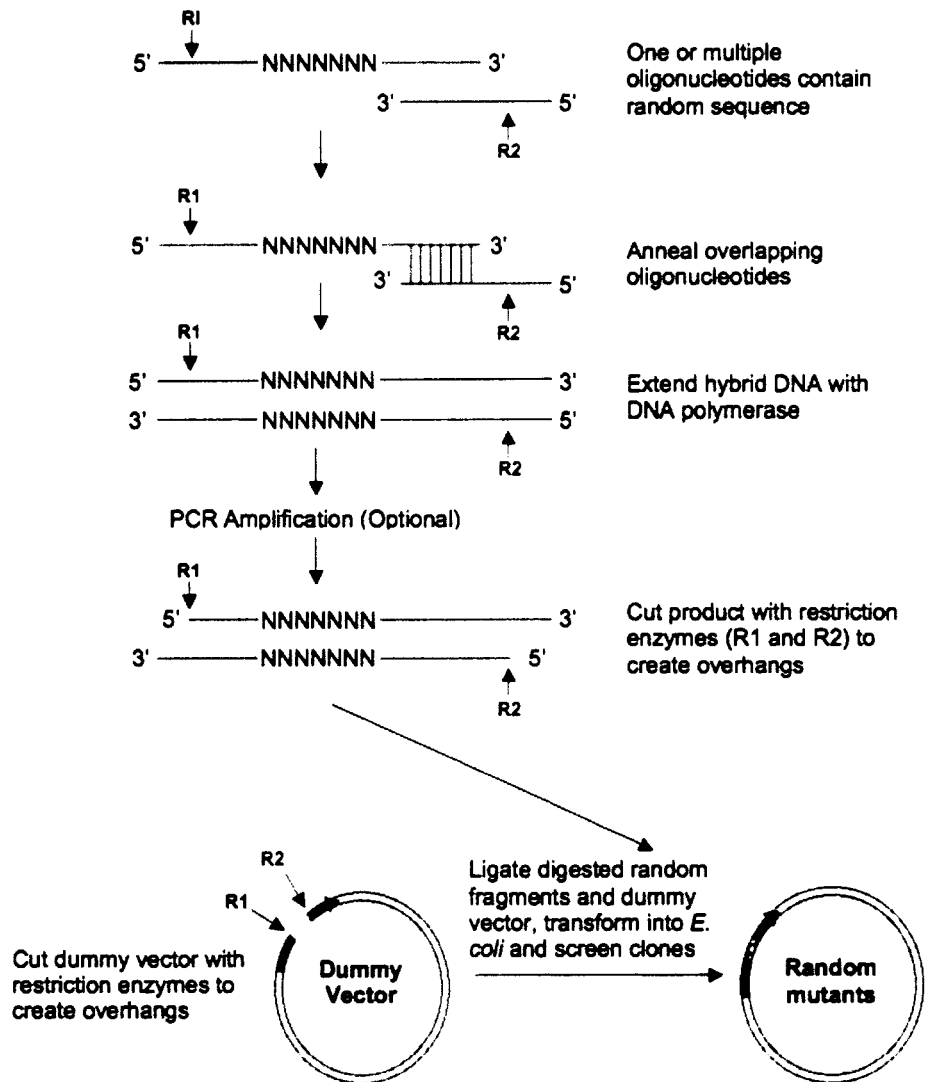 RI
5' NNNNNNN 3'
3' 5'
R2
One or multiple
oligonucleotides contain
random sequence
R1
5' NNNNNNN 3'
3' 5'
R2
Anneal overlapping
oligonucleotides
R1
5' NNNNNNN 3'
3' NNNNNNN 5'
R2
Extend hybrid DNA with
DNA polymerase
PCR Amplification (Optional)
R1
5' NNNNNNN 3'
3' NNNNNNN 5'
R2
Cut product with restriction
enzymes (R1 and R2) to
create overhangs
R2
R1
Cut dummy vector with
restriction enzymes to
create overhangs
Dummy
Vector
Ligate digested random
fragments and dummy
vector, transform into E.
coli and screen clones
Random
mutants